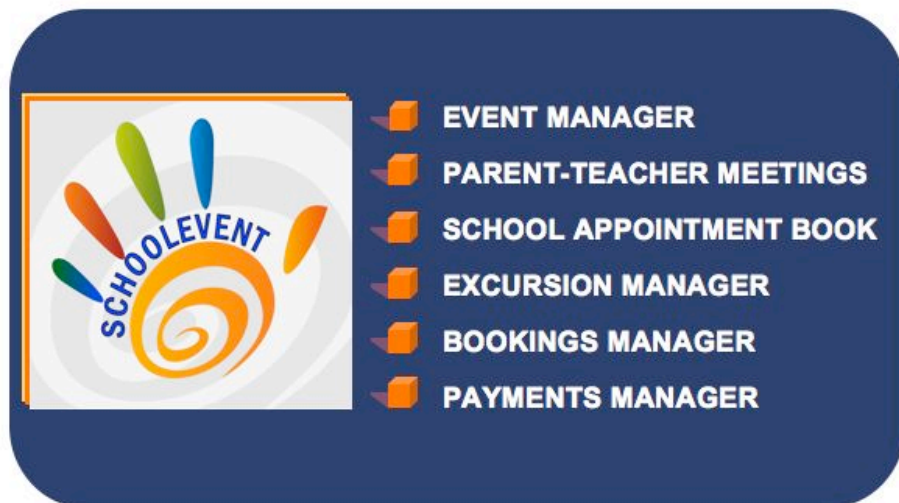 SCHOOLEVENT
EVENT MANAGER
PARENT-TEACHER MEETINGS
SCHOOL APPOINTMENT BOOK
EXCURSION MANAGER
BOOKINGS MANAGER
PAYMENTS MANAGER